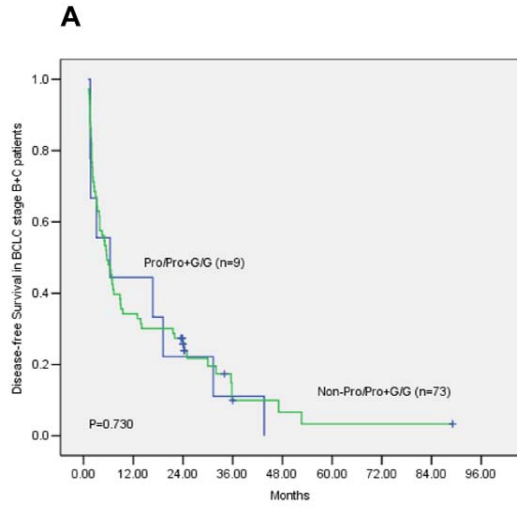 A
Disease-free Survival in BCLC stage B+C patients
1.0
0.8
0.6
0.4
0.2
0.0
Pro/Pro+G/G (n=9)
Non-Pro/Pro+G/G (n=73)
P=0.730
0.00 12.00 24.00 36.00 48.00 60.00 72.00 84.00 96.00
Months